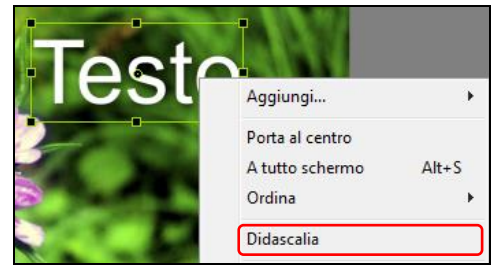 Testo
Aggiungi...
Porta al centro
A tutto schermo Alt+S
Ordina
Didascalia